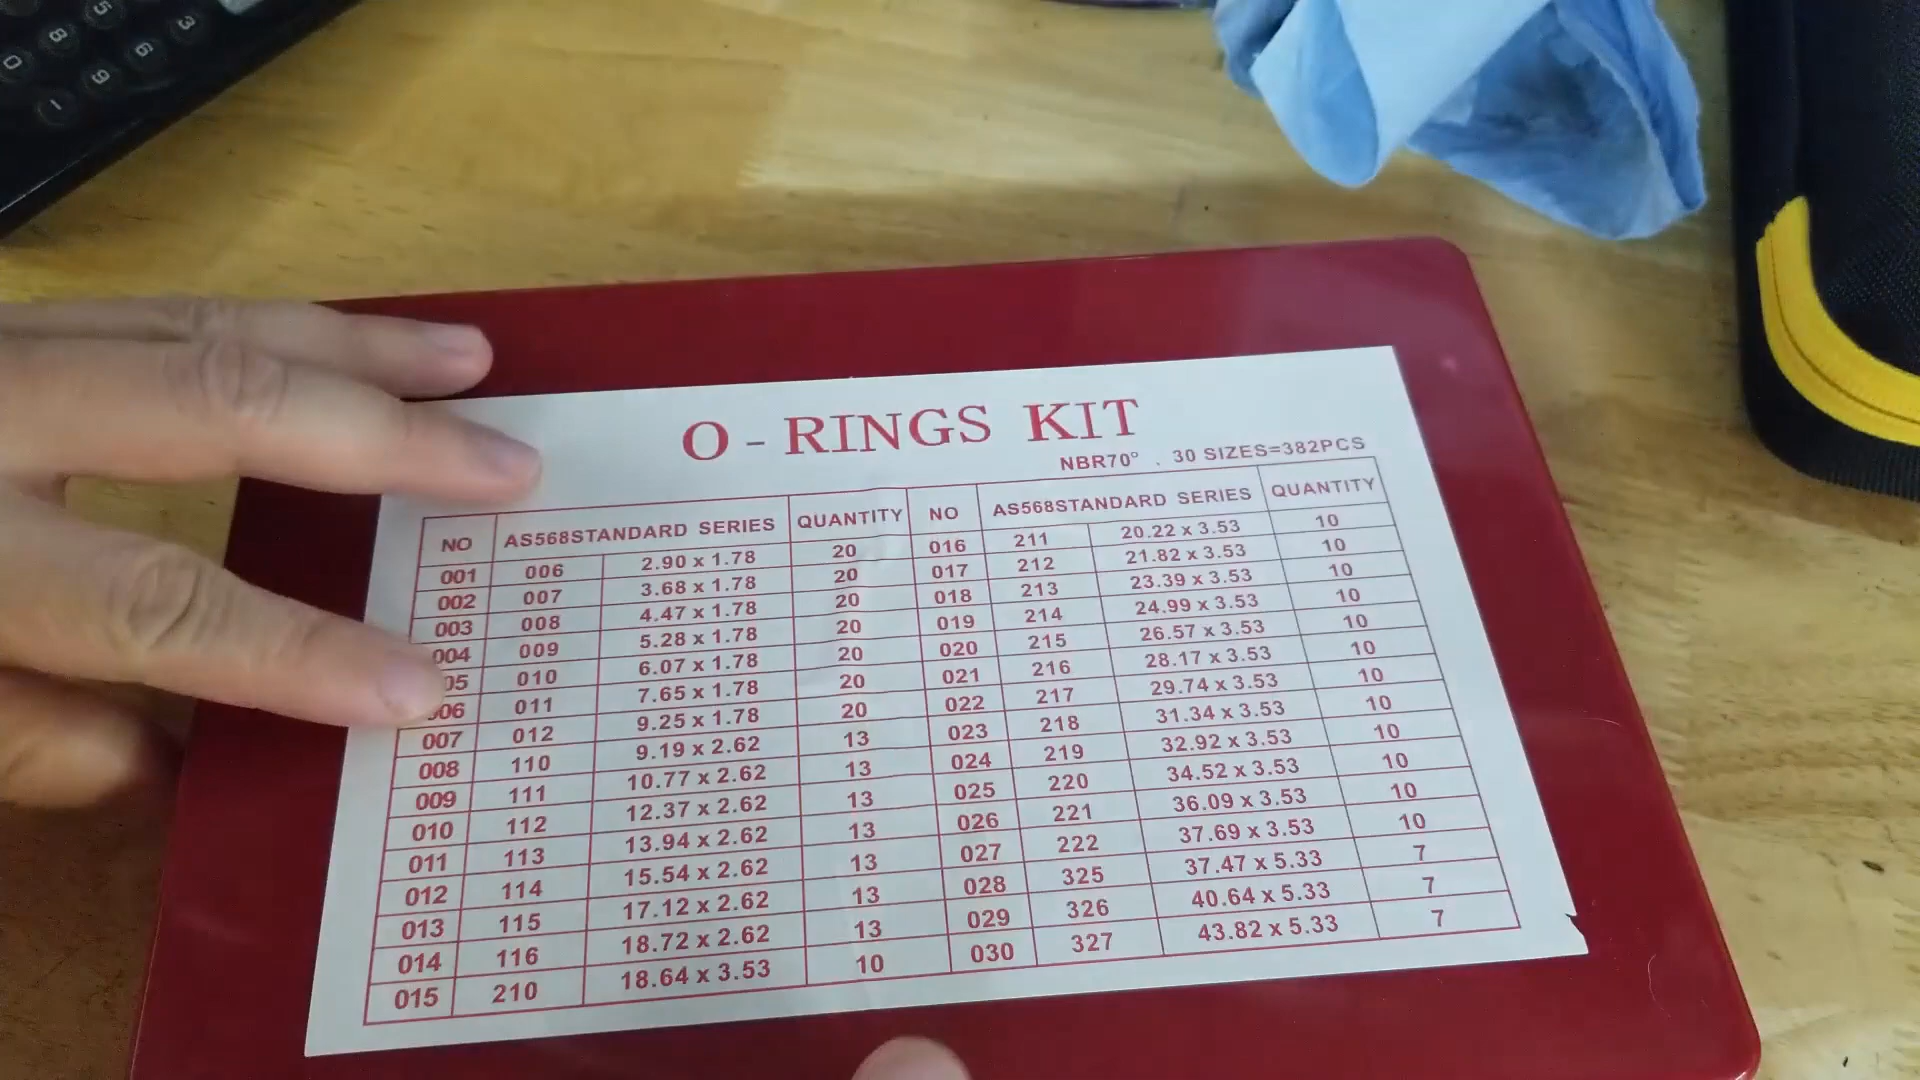 O - RINGS KIT
NBR70° . 30 SIZES=382PCS
NO AS568STANDARD SERIES QUANTITY NO AS568STANDARD SERIES QUANTITY
001 006 2.90 x 1.78 20 016 211 20.22 x 3.53 10
002 007 3.68 x 1.78 20 017 212 21.82 x 3.53 10
003 008 4.47 x 1.78 20 018 213 23.39 x 3.53 10
004 009 5.28 x 1.78 20 019 214 24.99 x 3.53 10
05 010 6.07 x 1.78 20 020 215 26.57 x 3.53 10
006 011 7.65 x 1.78 20 021 216 28.17 x 3.53 10
007 012 9.25 x 1.78 20 022 217 29.74 x 3.53 10
008 110 9.19 x 2.62 13 023 218 31.34 x 3.53 10
009 111 10.77 x 2.62 13 024 219 32.92 x 3.53 10
010 112 12.37 x 2.62 13 025 220 34.52 x 3.53 10
011 113 13.94 x 2.62 13 026 221 36.09 x 3.53 10
012 114 15.54 x 2.62 13 027 222 37.69 x 3.53 10
013 115 17.12 x 2.62 13 028 325 37.47 x 5.33 7
014 116 18.72 x 2.62 13 029 326 40.64 x 5.33 7
015 210 18.64 x 3.53 10 030 327 43.82 x 5.33 7